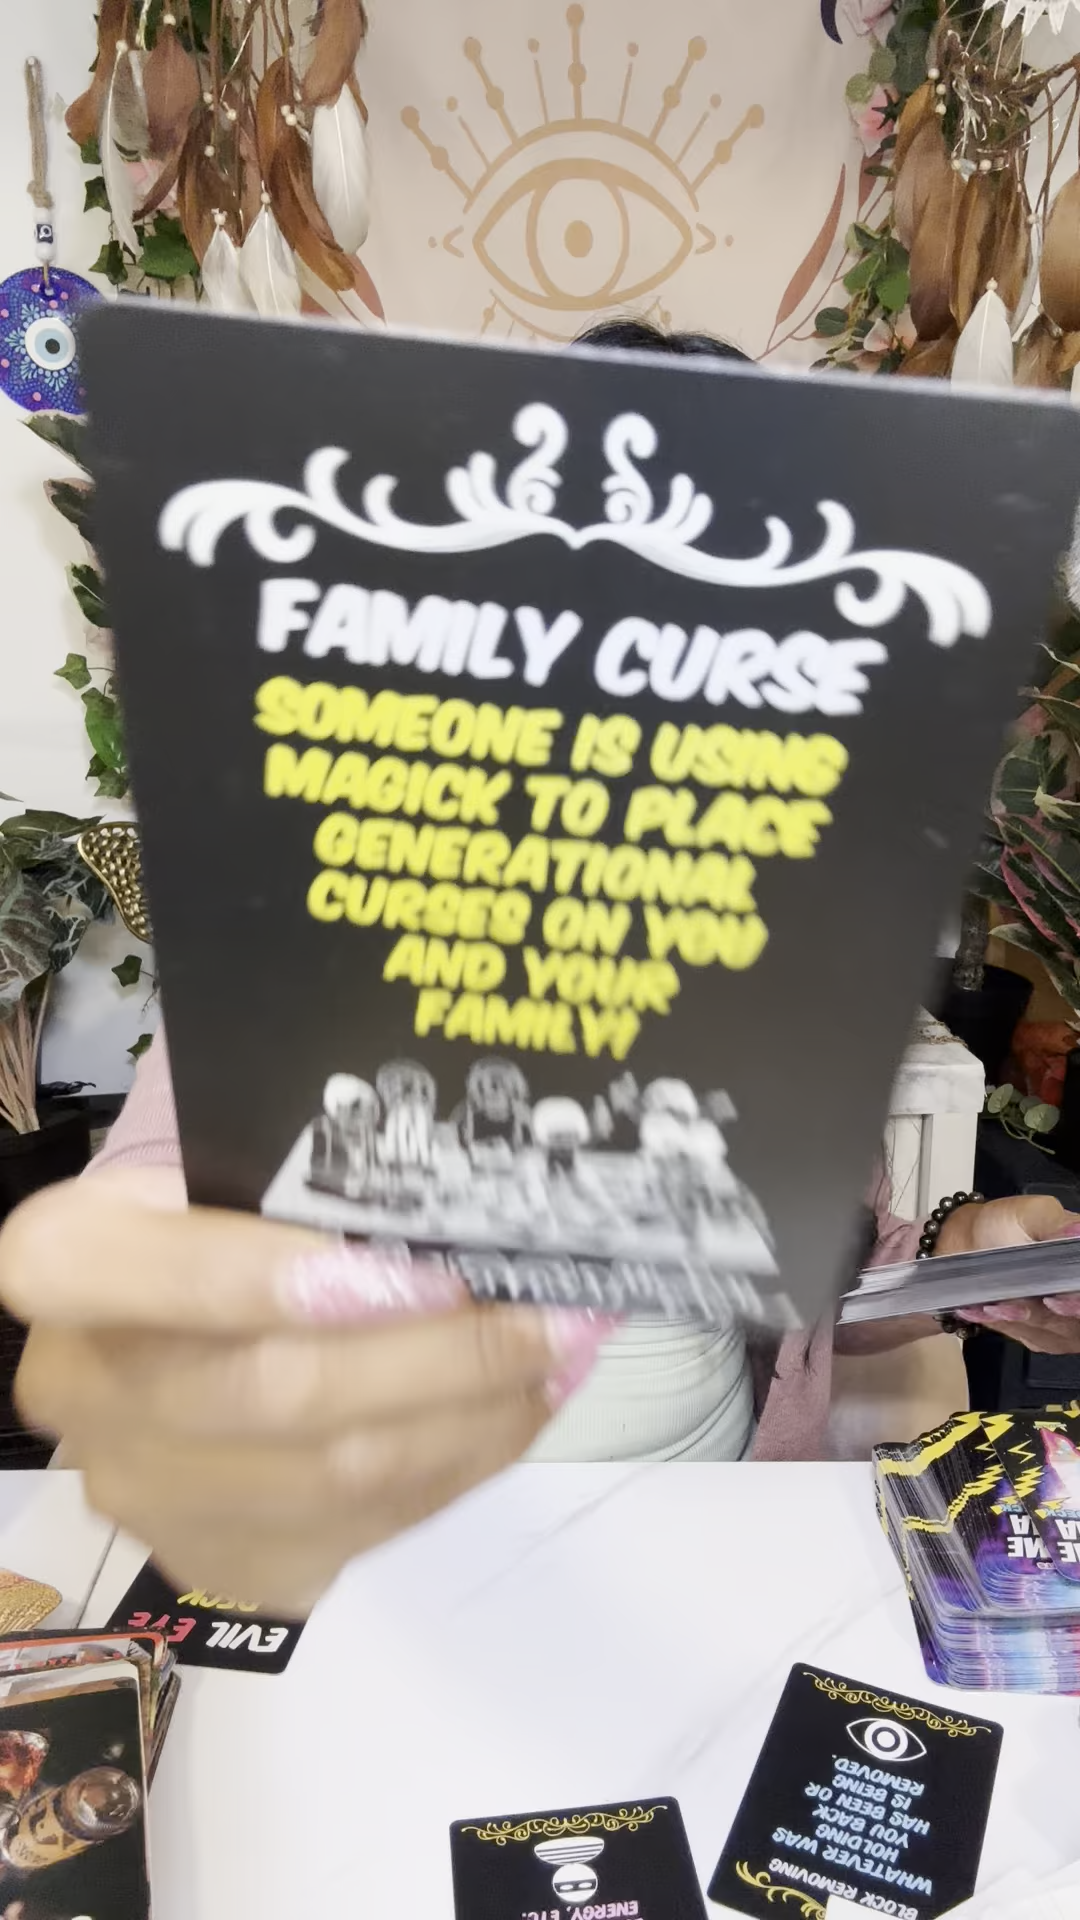 FAMILY CURSE
SOMEONE IS USING
MAGICK TO PLACE
GENERATIONAL
CURSES ON YOU
AND YOUR
FAMILY!
EVIL EYE
DECK
BLOCK REMOVING
WHATEVER WAS
HOLDING
YOU BACK
HAS BEEN OR
IS BEING
REMOVED.
ENERGY, ETC.